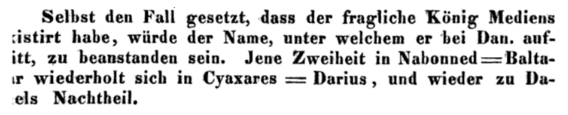 Selbst den Fall gesetzt, dass der fragliche König Mediens
istirt habe, würde der Name, unter welchem er bei Dan. auf-
itt, zu beanstanden sein. Jene Zweiheit in Nabonned=Balta-
r wiederholt sich in Cyaxares = Darius, und wieder zu Da-
els Nachtheil.